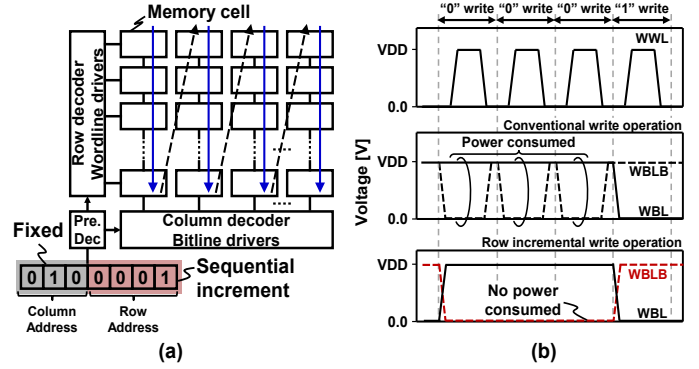 Memory cell
Row decoder
Wordline drivers
Pre.
Dec
Column decoder
Bitline drivers
Fixed
0 1 0 0 0 0 1
Sequential
increment
Column
Address
Row
Address
(a)
“0” write “0” write “0” write “1” write
Voltage [V]
VDD
WWL
0.0
Conventional write operation
Power consumed
VDD
WBLB
WBL
0.0
Row incremental write operation
VDD
WBLB
No power
consumed
WBL
0.0
(b)